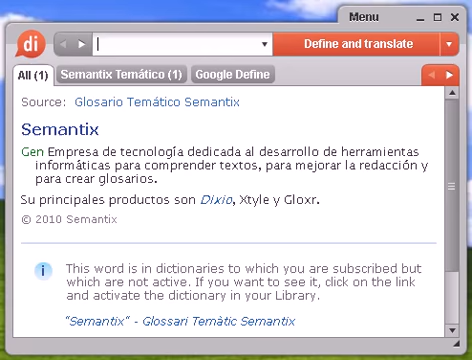 Menu
di
Define and translate
All (1)
Semantix Temático (1)
Google Define
Source: Glosario Temático Semantix
Semantix
Gen Empresa de tecnología dedicada al desarrollo de herramientas
informáticas para comprender textos, para mejorar la redacción y
para crear glosarios.
Su principales productos son Dixio, Xtyle y Gloxr.
© 2010 Semantix
i
This word is in dictionaries to which you are subscribed but
which are not active. If you want to see it, click on the link
and activate the dictionary in your Library.
"Semantix" - Glossari Temàtic Semantix